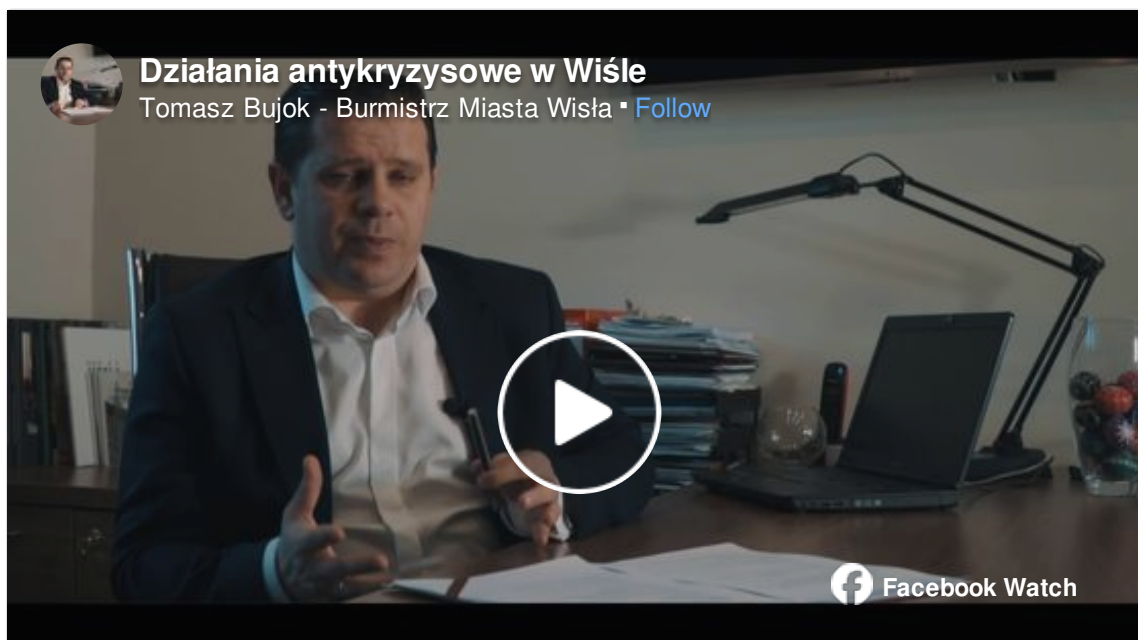 Działania antykryzysowe w Wiśle
Tomasz Bujok - Burmistrz Miasta Wisła ▪ Follow
Facebook Watch